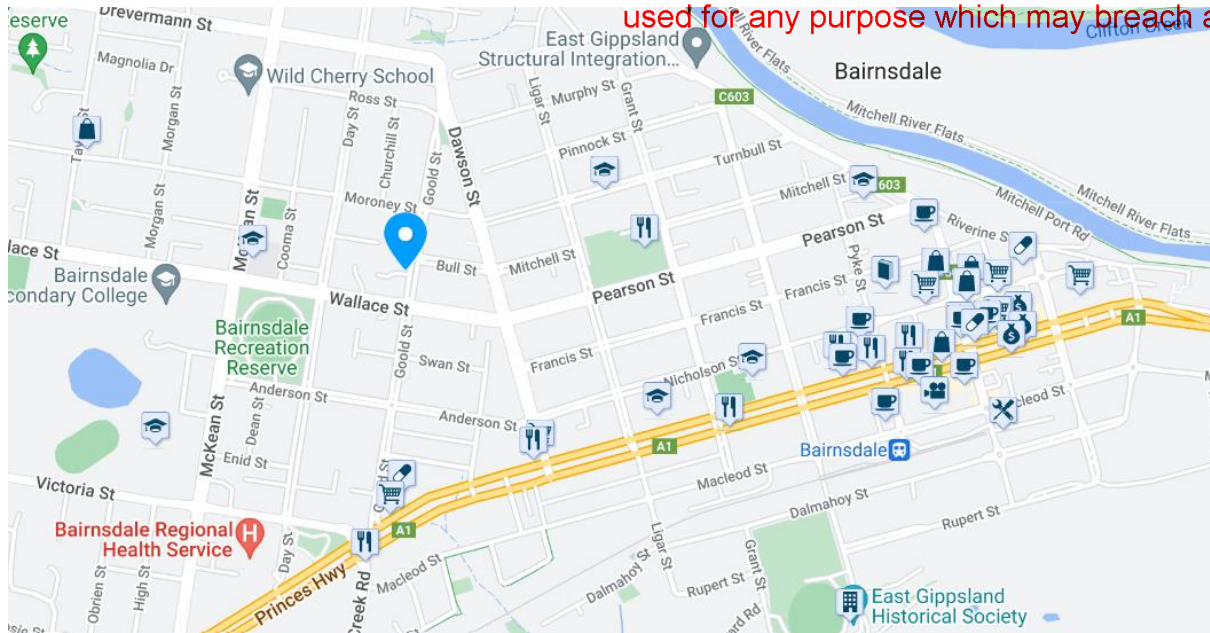 used for any purpose which may breach a
eserve
Drevermann St
Magnolia Dr
Wild Cherry School
East Gippsland
Structural Integration...
Mitchell River Flats
Clifton Creek
Bairnsdale
C603
Mitchell River Flats
Ross St
Murphy St
Grant St
Ligar St
Day St
Churchill St
Goold St
Dawson St
Morgan St
Pinnock St
Turnbull St
Mitchell St
603
Moroney St
Morgan St
Cooma St
Pearson St
Riverine S
Mitchell Port Rd
Mitchell River Flats
lace St
Bairnsdale
condary College
Bull St
Mitchell St
Pyke St
Wallace St
Pearson St
Francis St
Francis St
A1
Bairnsdale
Recreation
Reserve
Goold St
Swan St
Francis St
Nicholson St
Anderson St
Anderson St
McKean St
Dean St
Enid St
cleod St
A1
Bairnsdale
Macleod St
Victoria St
Bairnsdale Regional
Health Service
A1
Dalmahoy St
Rupert St
Day St
Macleod St
Ligar St
Grant St
Princes Hwy
Creek Rd
Dalmahoy St
Rupert St
Obrien St
High St
East Gippsland
Historical Society
ard Rd